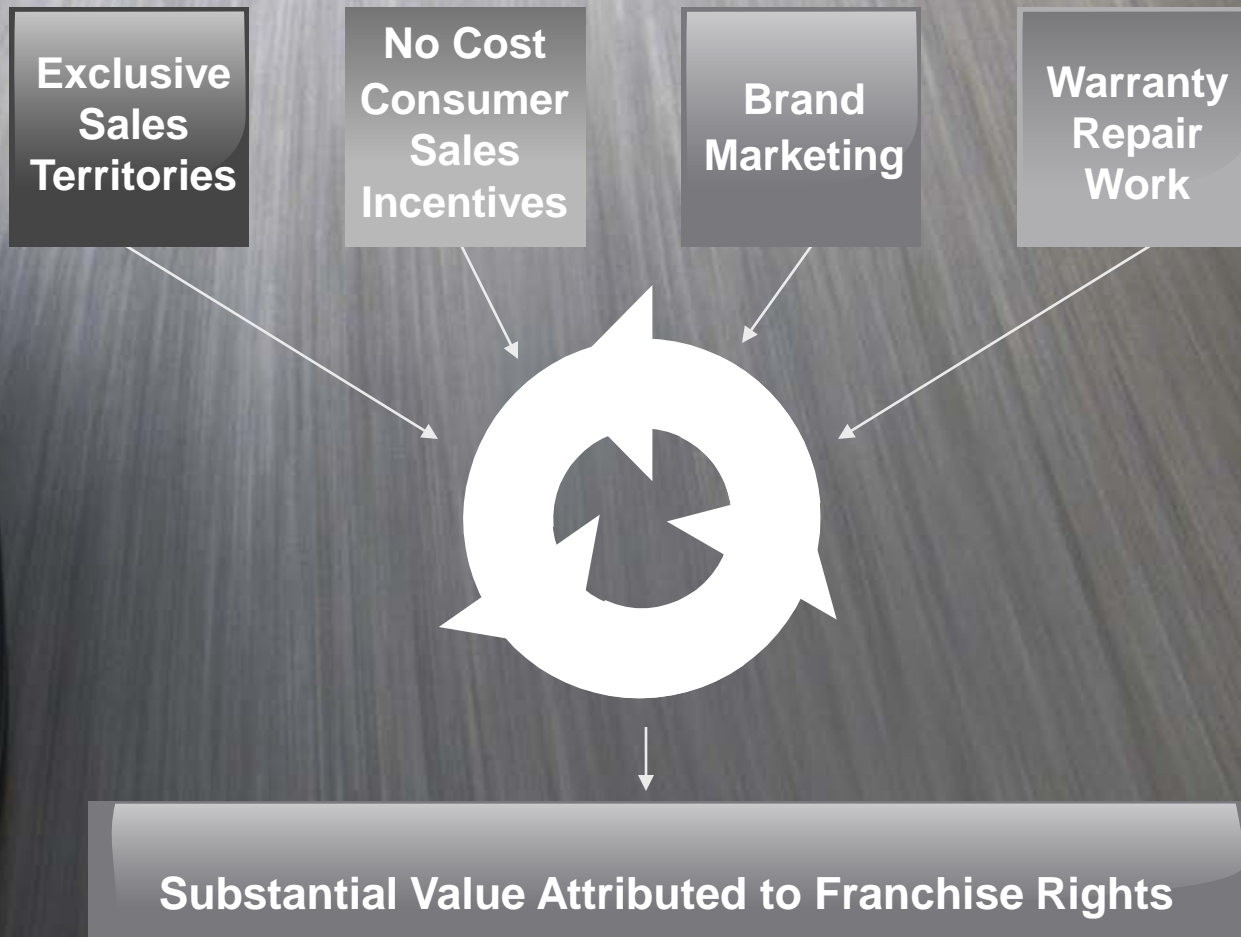 Exclusive
Sales
Territories
No Cost
Consumer
Sales
Incentives
Brand
Marketing
Warranty
Repair
Work
Substantial Value Attributed to Franchise Rights